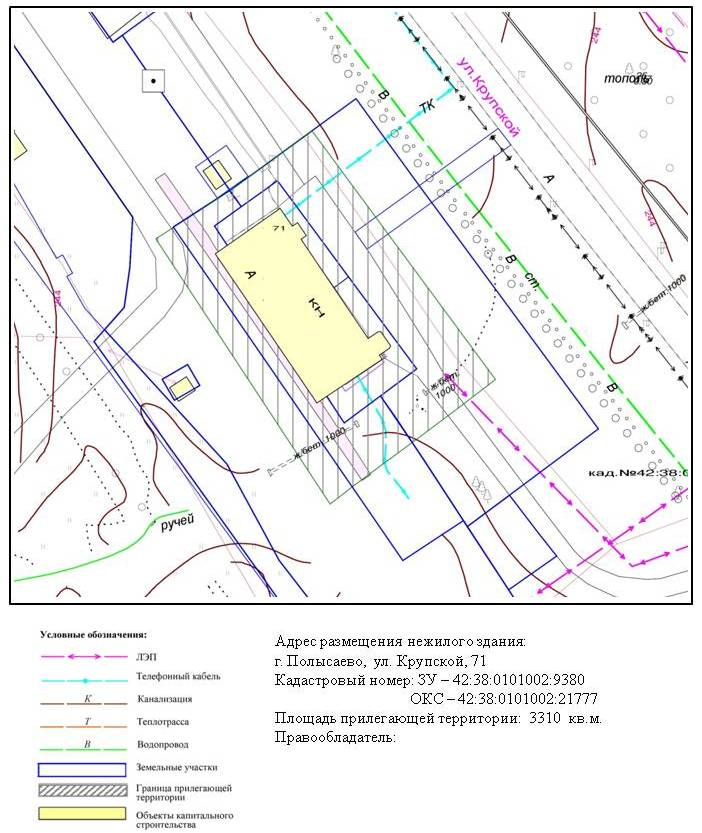 244
тополь
ул.Крупской
В
ТК
А
244
71
А
КН
В
ст.
ж/бет.1000
244
ж/бет.
1000
В
ж/бет.1000
кад.№42:38:0
ручей
Условные обозначения:
ЛЭП
Телефонный кабель
К
Канализация
Т
Теплотрасса
В
Водопровод
Земельные участки
Граница прилегающей
территории
Объекты капитального
строительства
Адрес размещения нежилого здания:
г. Полысаево, ул. Крупской, 71
Кадастровый номер: ЗУ – 42:38:0101002:9380
ОКС – 42:38:0101002:21777
Площадь прилегающей территории: 3310 кв.м.
Правообладатель: